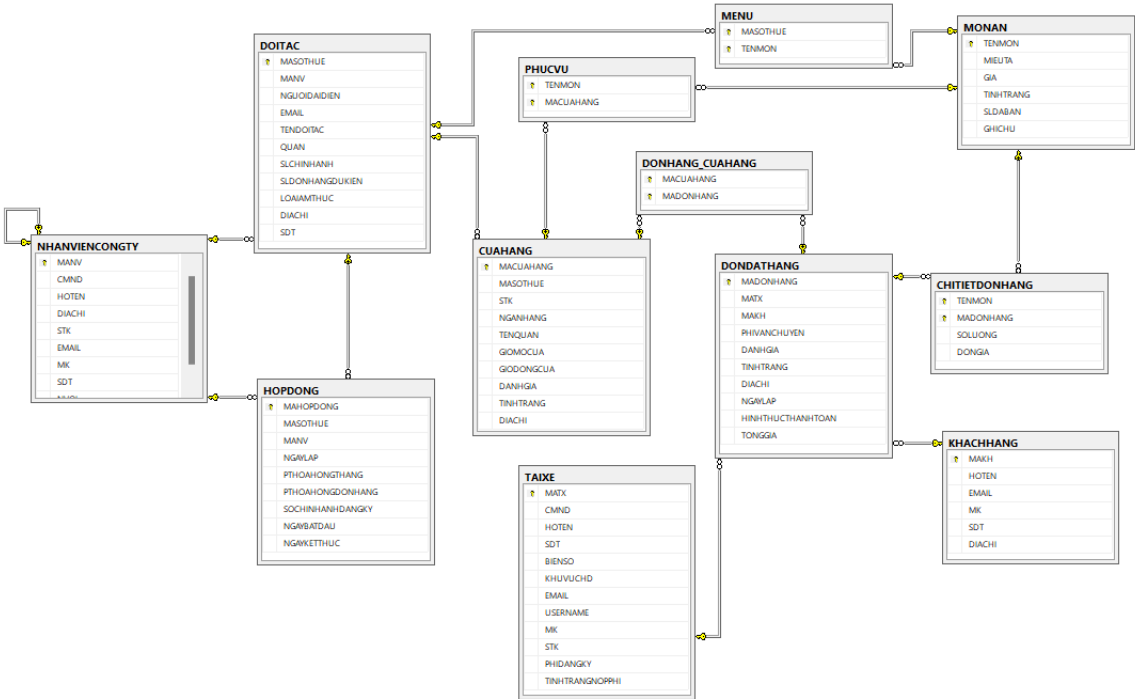 MENU
MASOTHUE
TENMON
MONAN
TENMON
MIEUTA
GIA
TINHTRANG
SLDABAN
GHICHU
DOITAC
MASOTHUE
MANV
NGUOIDAIDIEN
EMAIL
TENDOITAC
QUAN
SLCHINHANH
SLDONHANGDUKIEN
LOAIAMTHUC
DIACHI
SDT
PHUCVU
TENMON
MACUAHANG
DONHANG_CUAHANG
MACUAHANG
MADONHANG
NHANVIENCONGTY
MANV
CMND
HOTEN
DIACHI
STK
EMAIL
MK
SDT
CUAHANG
MACUAHANG
MASOTHUE
STK
NGANHANG
TENQUAN
GIOMOCUA
GIODONGCUA
DANHGIA
TINHTRANG
DIACHI
DONDATHANG
MADONHANG
MATX
MAKH
PHIVANCHUYEN
DANHGIA
TINHTRANG
DIACHI
NGAYLAP
HINHTHUCTHANHTOAN
TONGGIA
CHITIETDONHANG
TENMON
MADONHANG
SOLUONG
DONGIA
HOPDONG
MAHOPDONG
MASOTHUE
MANV
NGAYLAP
PTHOAHONGTHANG
PTHOAHONGDONHANG
SOCHINHANHDANGKY
NGAYBATDAU
NGAYKETTHUC
KHACHHANG
MAKH
HOTEN
EMAIL
MK
SDT
DIACHI
TAIXE
MATX
CMND
HOTEN
SDT
BIENSO
KHUVUCHD
EMAIL
USERNAME
MK
STK
PHIDANGKY
TINHTRANGNOPPHI